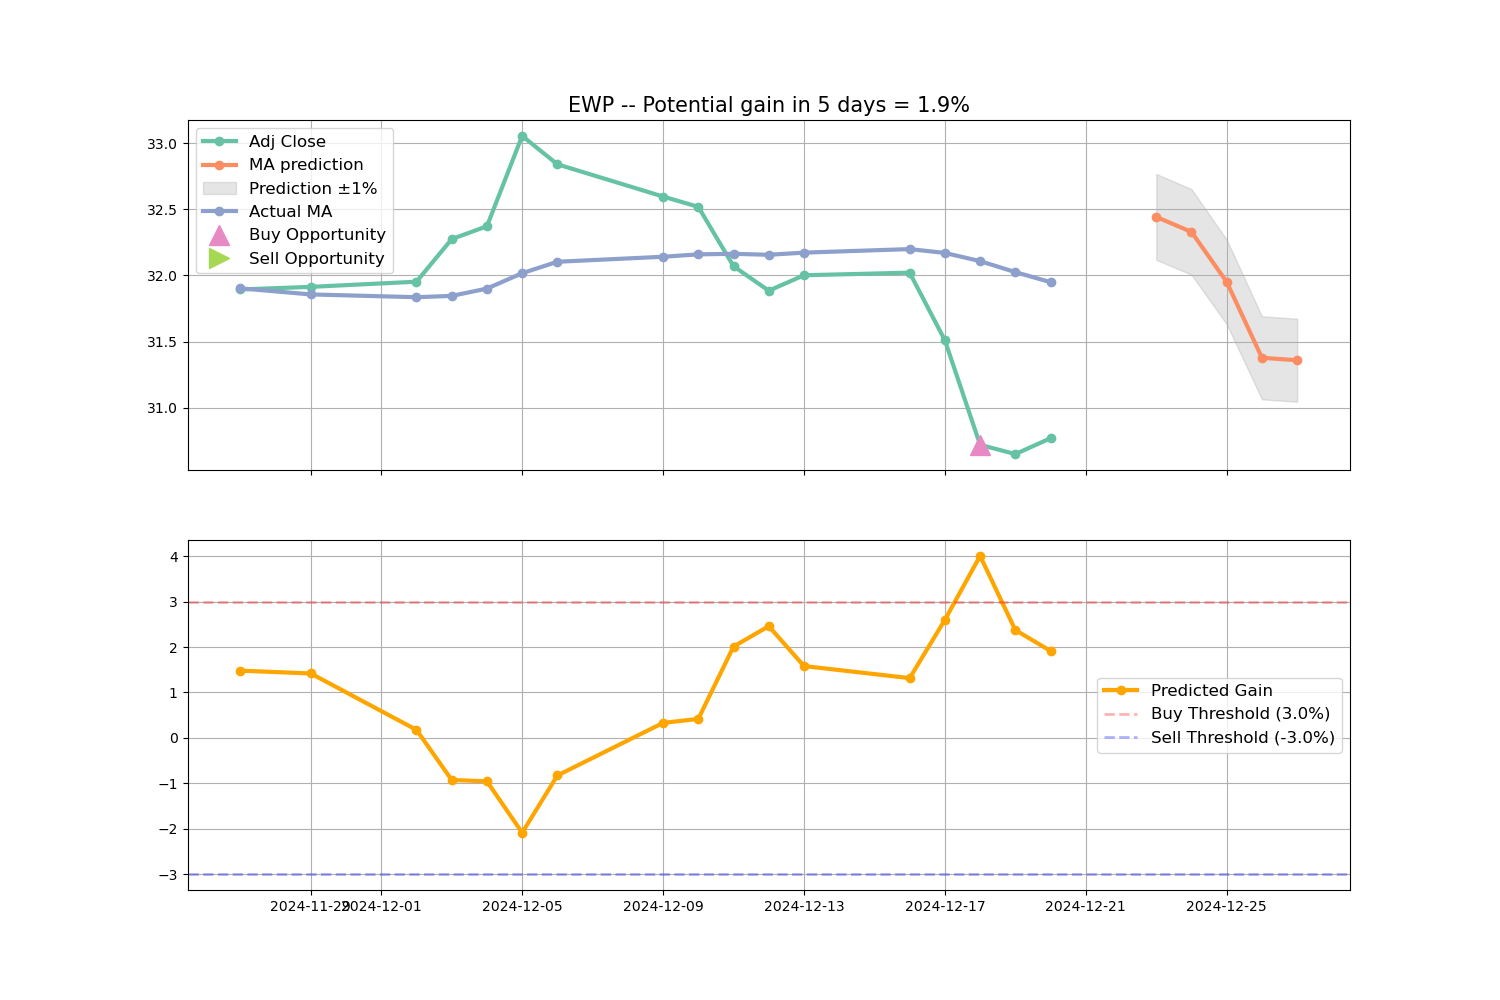 EWP -- Potential gain in 5 days = 1.9%
33.0
32.5
32.0
31.5
31.0
Adj Close
MA prediction
Prediction ±1%
Actual MA
Buy Opportunity
Sell Opportunity
4
3
2
1
0
−1
−2
−3
Predicted Gain
Buy Threshold (3.0%)
Sell Threshold (-3.0%)
2024-11-29 2024-12-01 2024-12-05 2024-12-09 2024-12-13 2024-12-17 2024-12-21 2024-12-25